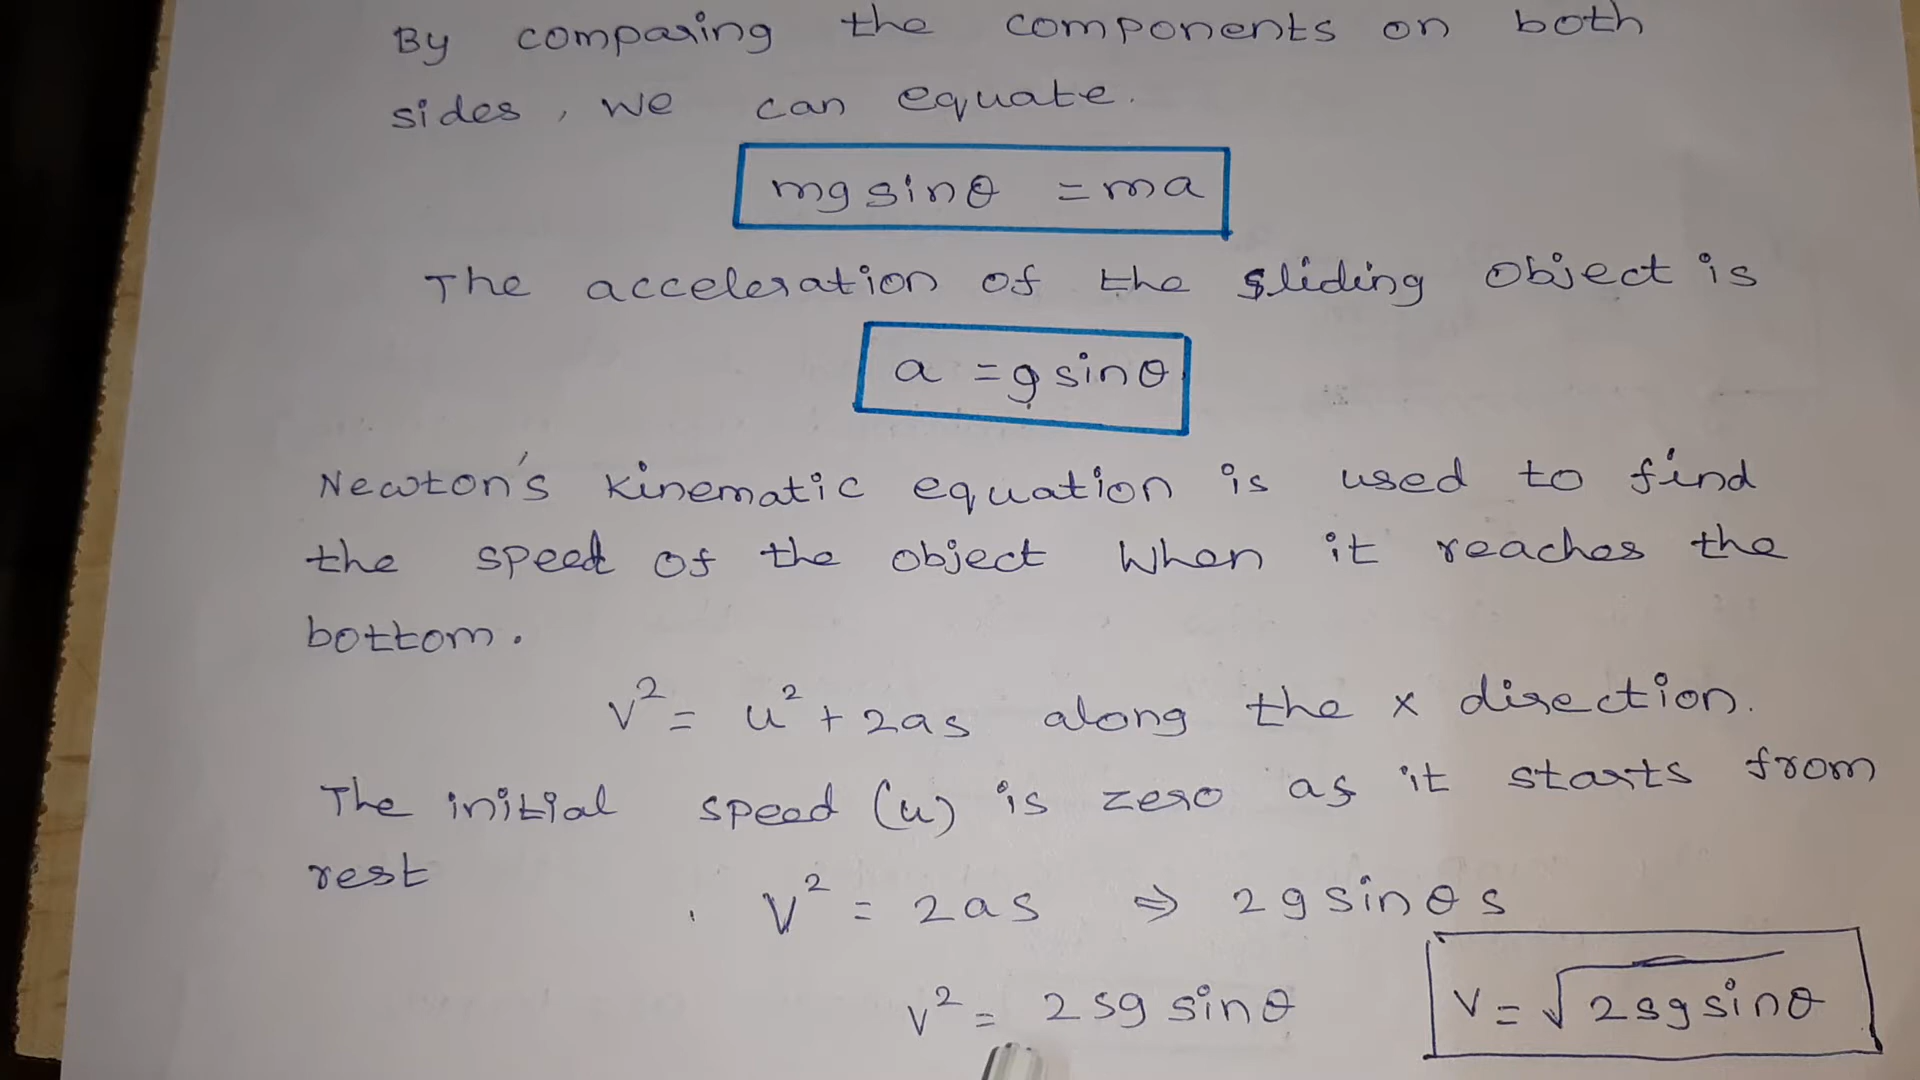 By comparing the components on both
sides, we can equate.
mg sinθ = ma
The acceleration of the sliding object is
a = g sinθ
Newton's kinematic equation is used to find
the speed of the object when it reaches the
bottom.
v² = u² + 2as along the x direction.
The initial speed (u) is zero as it starts from
rest
v² = 2as ⇒ 2g sinθ s
v² = 2sg sinθ
v = √2sg sinθ